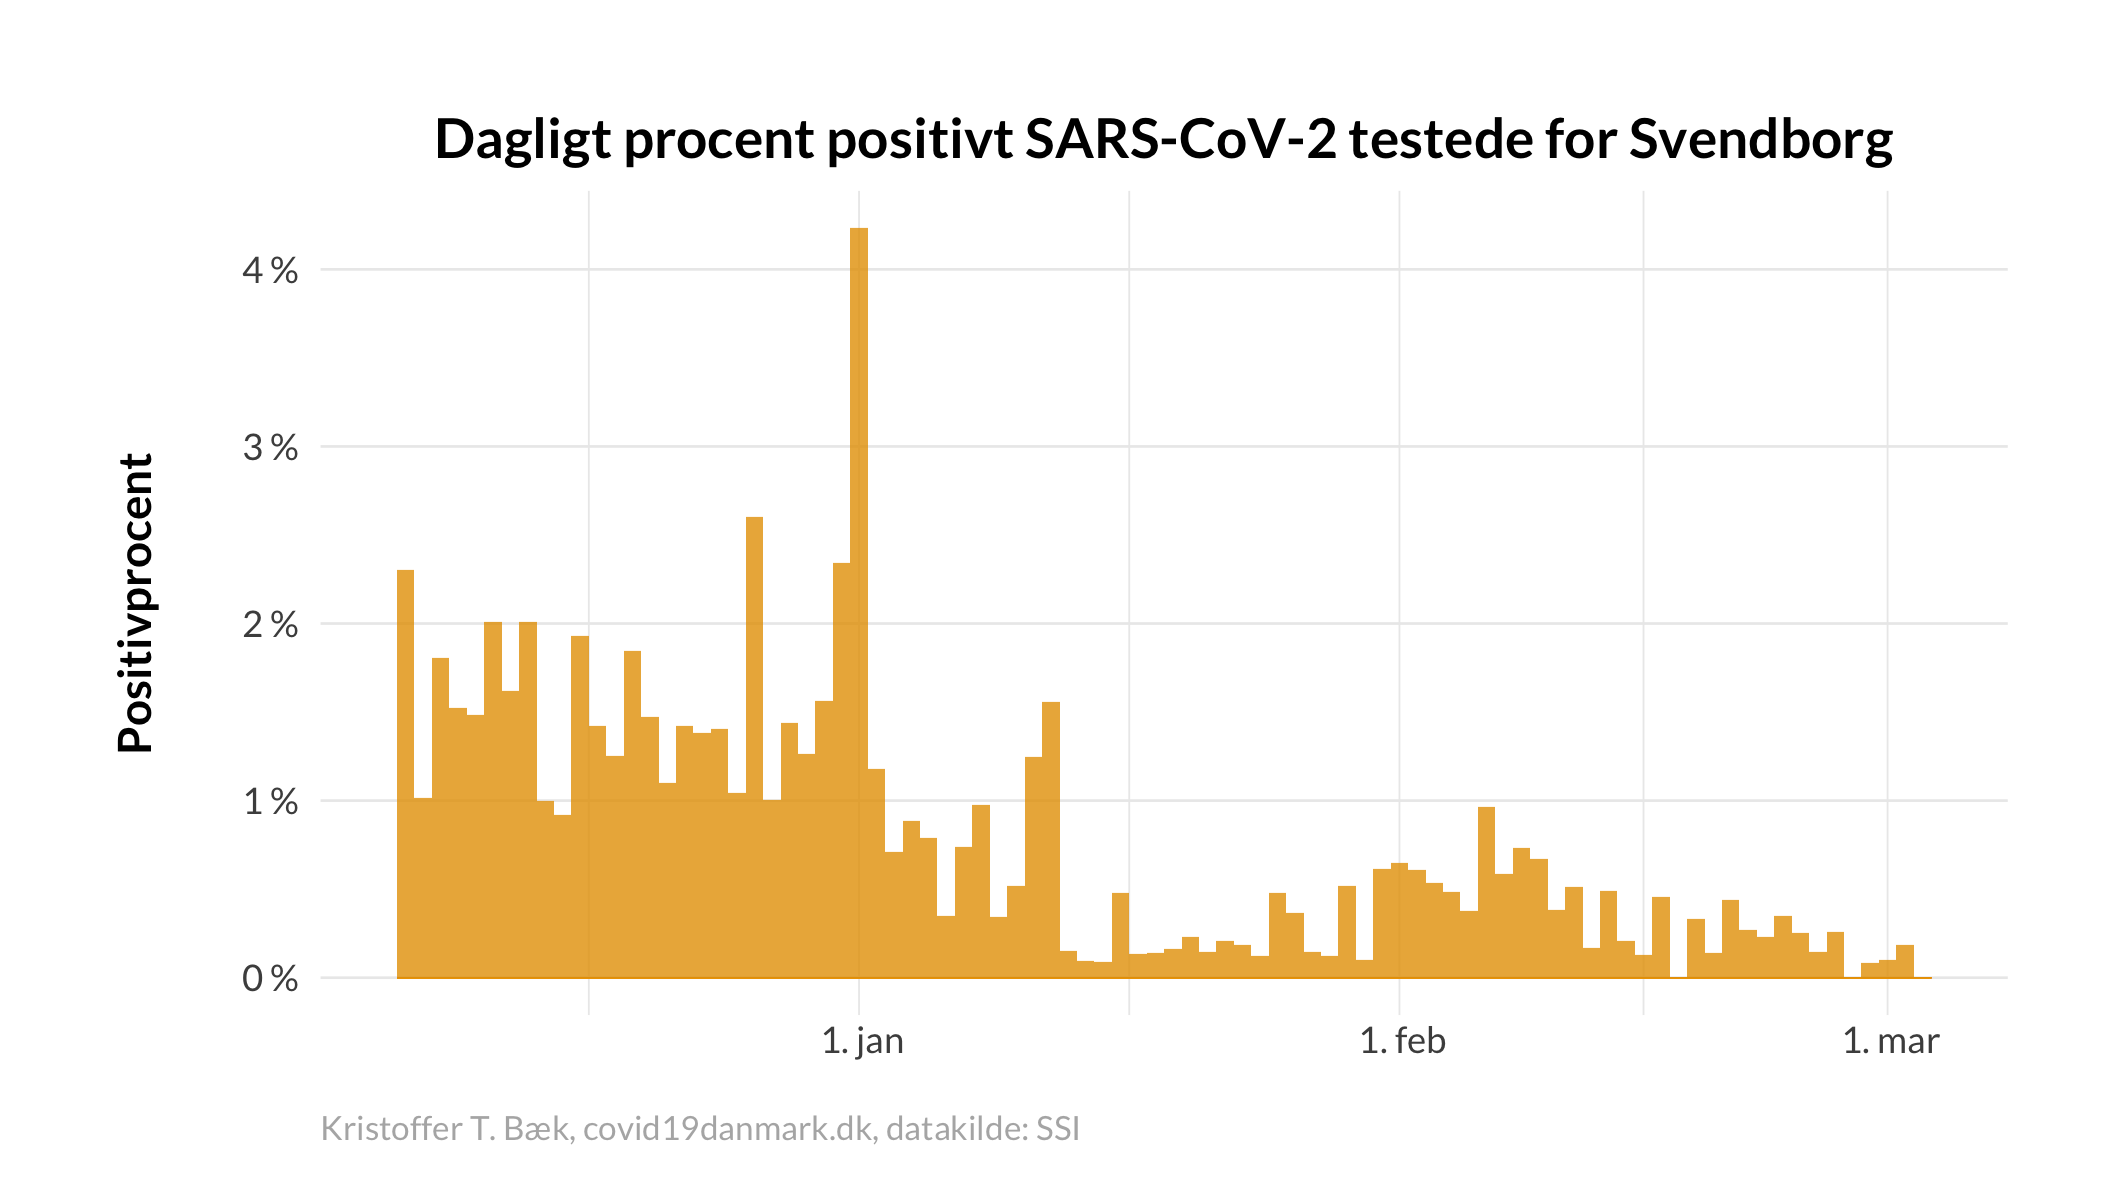 Dagligt procent positivt SARS-CoV-2 testede for Svendborg
Positivprocent
4 %
3 %
2 %
1 %
0 %
1. jan
1. feb
1. mar
Kristoffer T. Bæk, covid19danmark.dk, datakilde: SSI